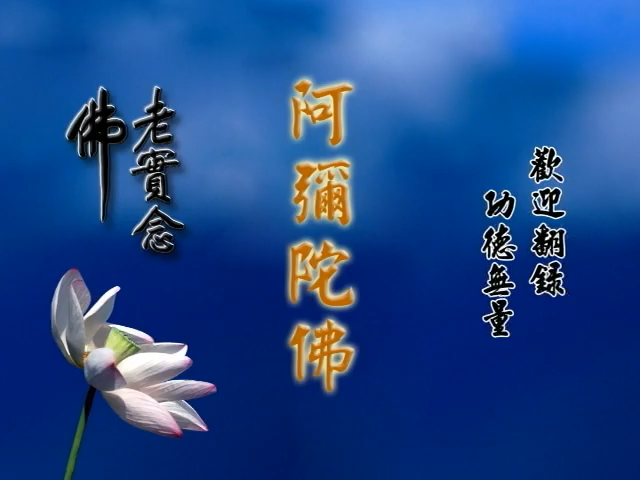 歡迎翻録
功德無量
阿彌陀佛
老實念
佛